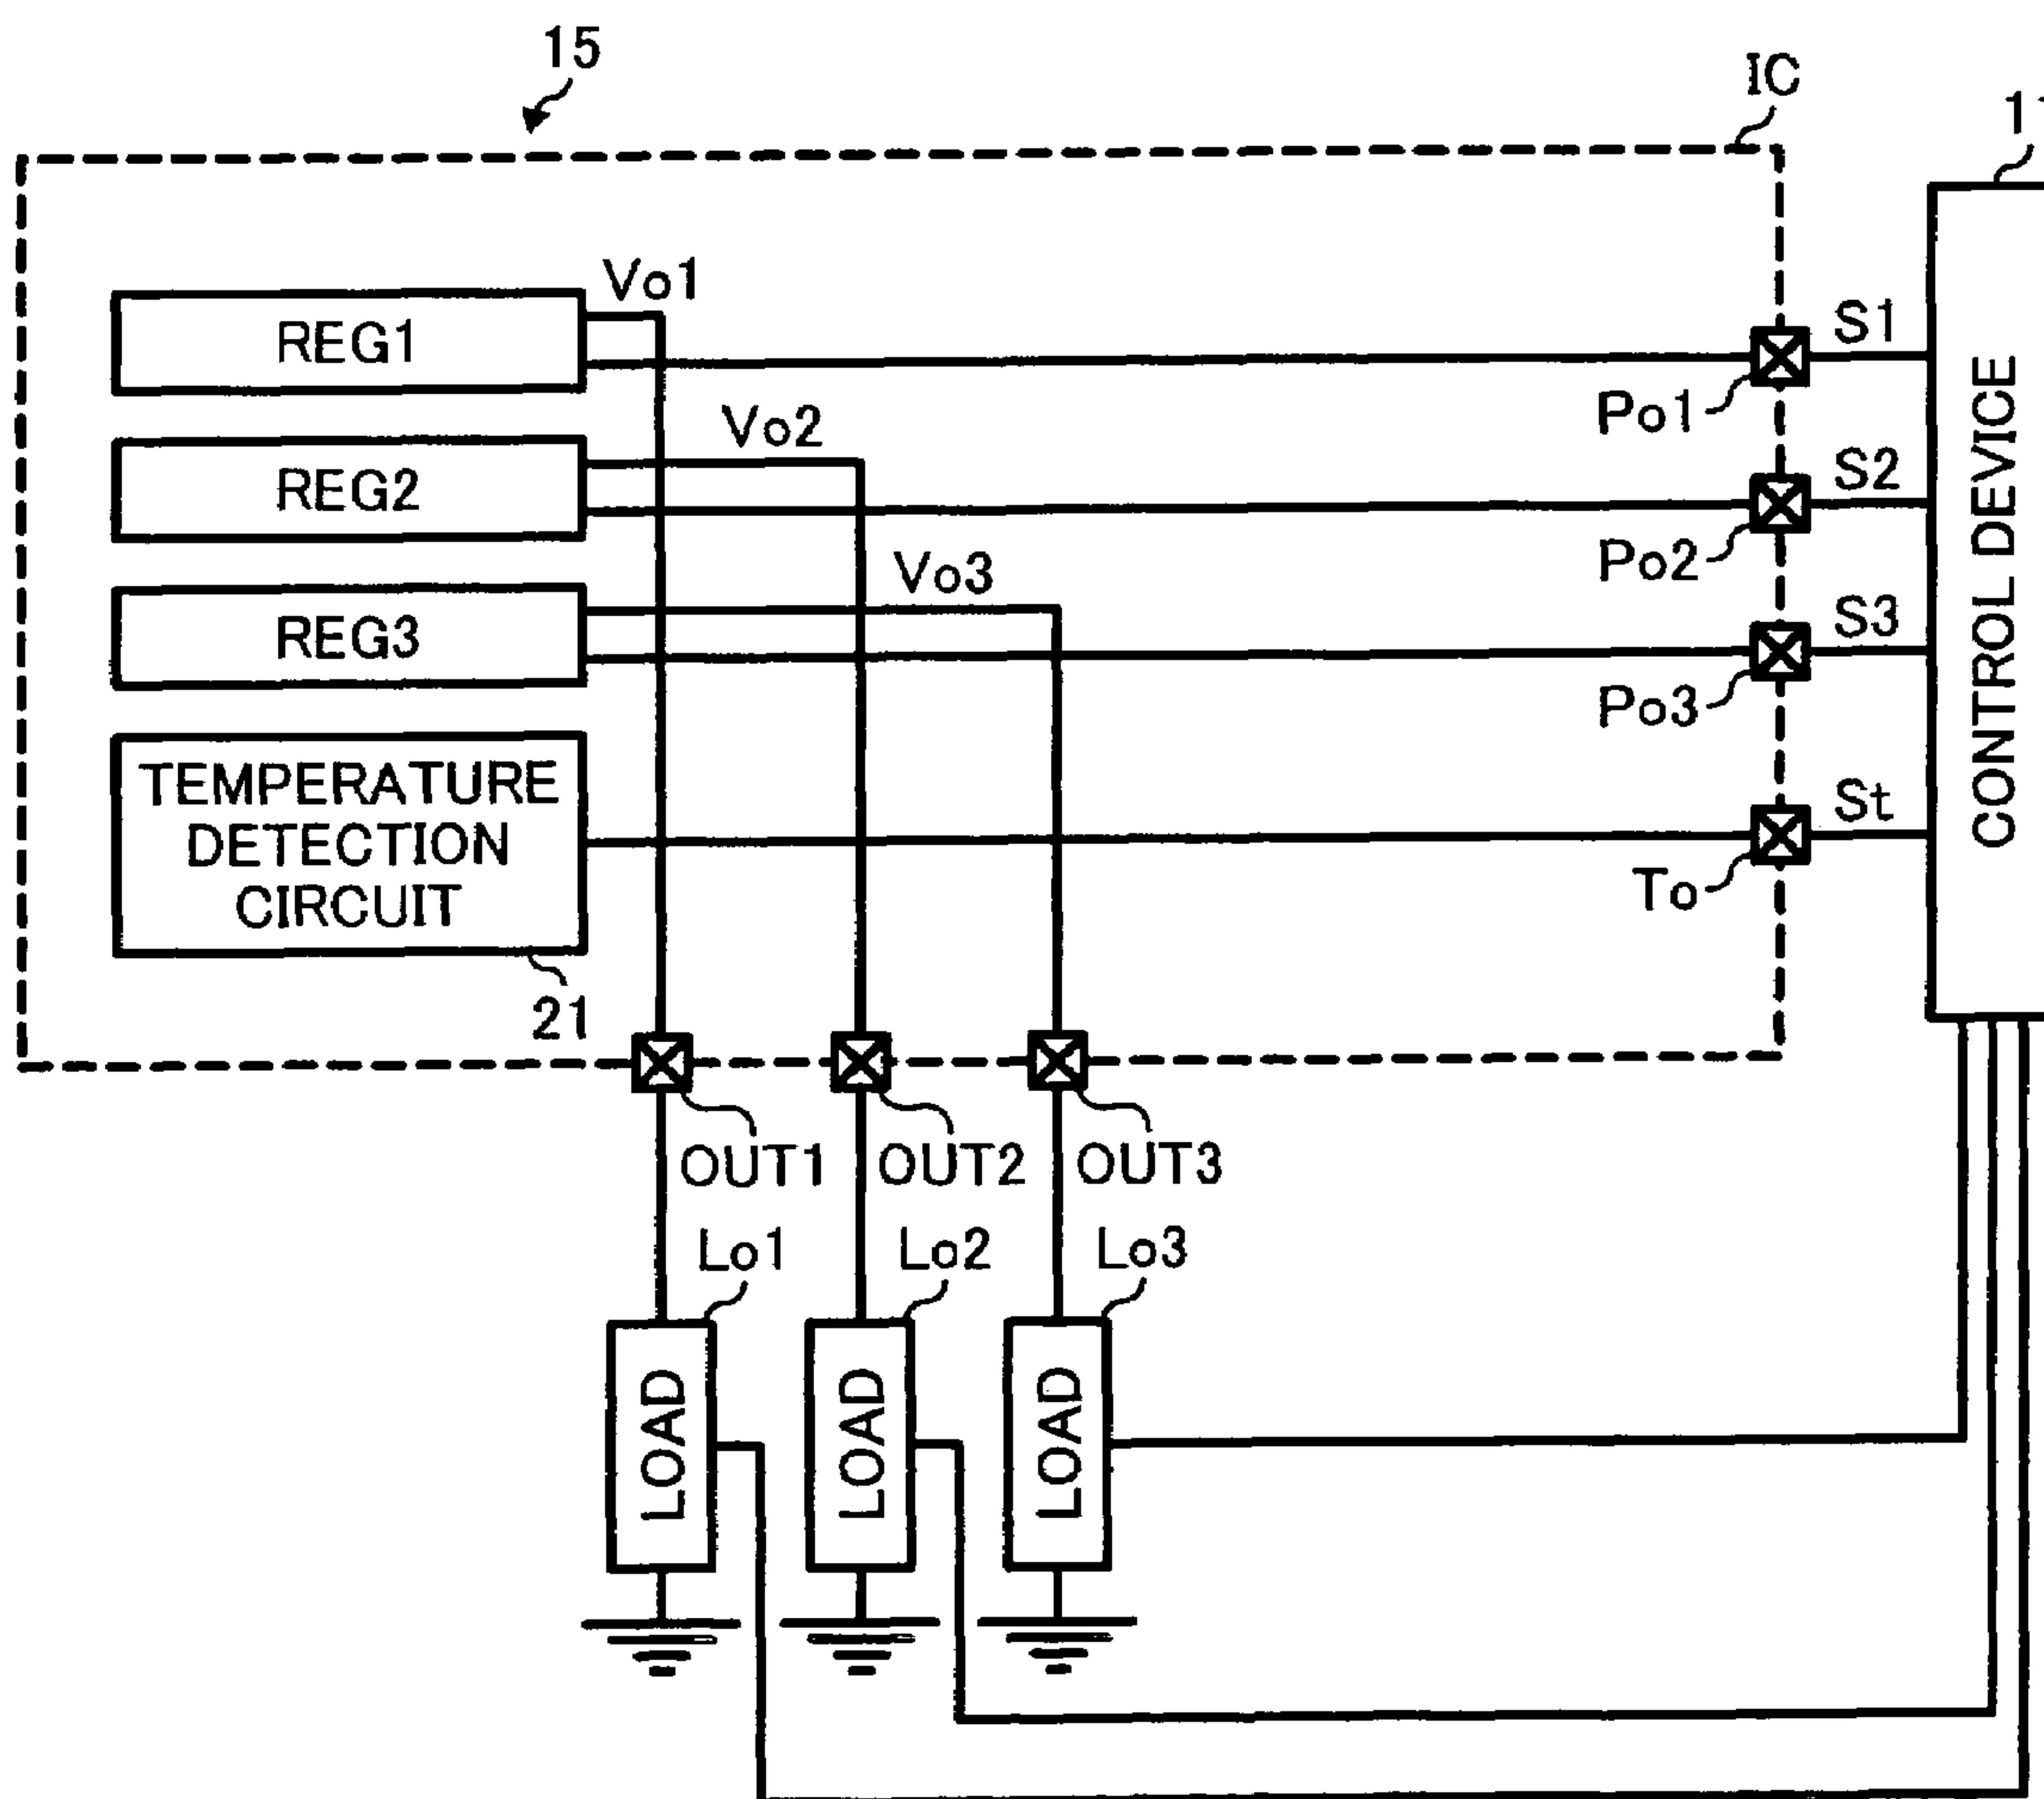 15
IC
11
Vo1
REG1
S1
Po1
Vo2
REG2
S2
Po2
Vo3
REG3
S3
Po3
TEMPERATURE
DETECTION
CIRCUIT
St
To
CONTROL DEVICE
21
OUT1
OUT2
OUT3
Lo1
Lo2
Lo3
LOAD
LOAD
LOAD